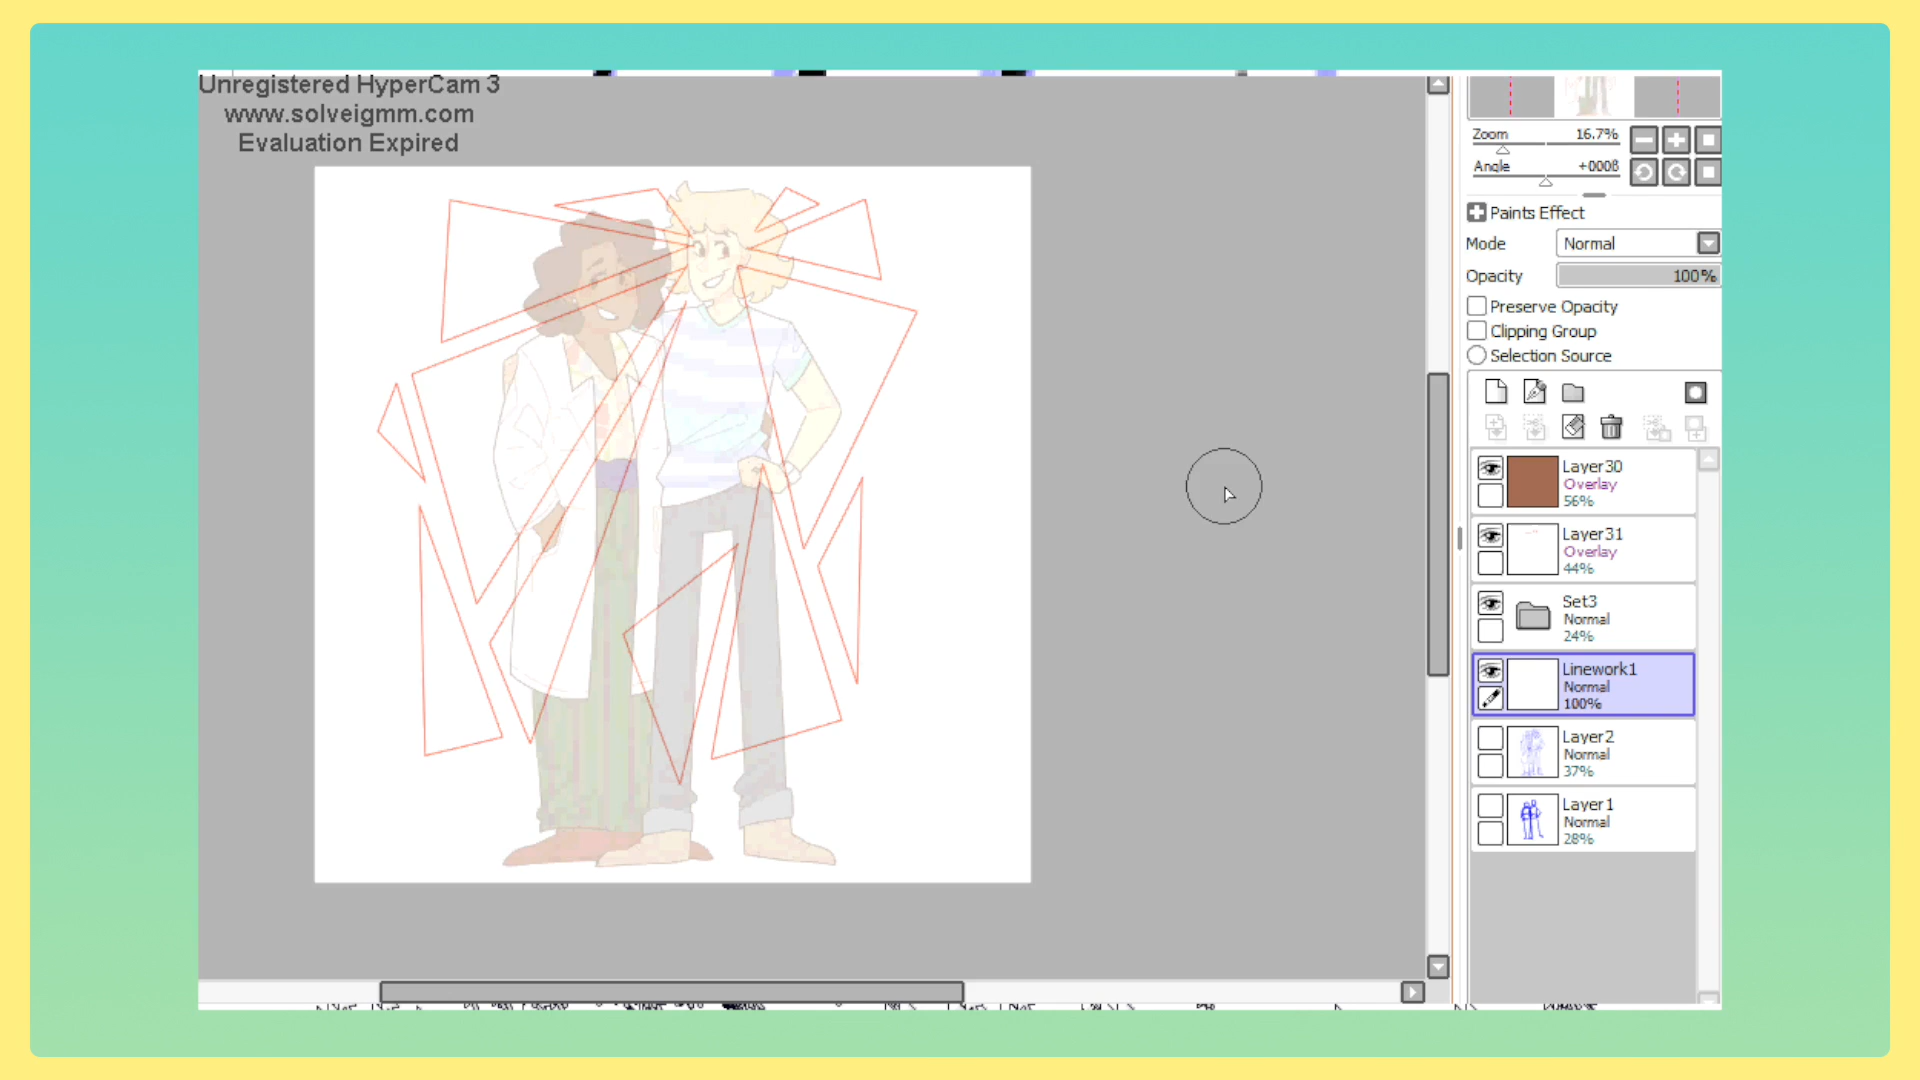 Unregistered HyperCam 3
www.solveigmm.com
Evaluation Expired
Zoom 16.7%
Angle +000ß
Paints Effect
Mode Normal
Opacity 100%
Preserve Opacity
Clipping Group
Selection Source
Layer30
Overlay
56%
Layer31
Overlay
44%
Set3
Normal
24%
Linework1
Normal
100%
Layer2
Normal
37%
Layer1
Normal
28%